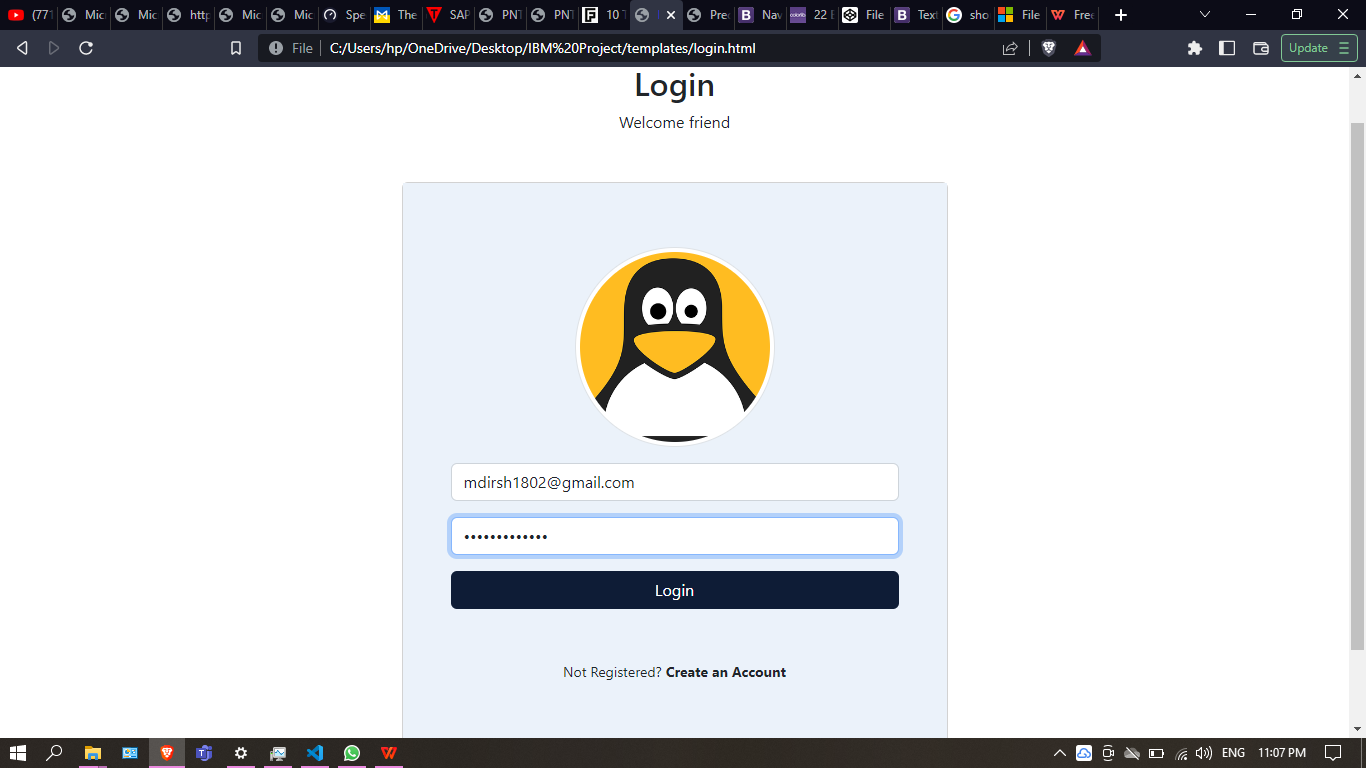 (771
Mic
Mic
http
Mic
Mic
Spe
The
SAP
PNT
PNT
10 T
Prec
Nav
colorlib
22 B
File
Text
sho
File
Free
File
C:/Users/hp/OneDrive/Desktop/IBM%20Project/templates/login.html
Update
Login
Welcome friend
mdirsh1802@gmail.com
•••••••••••••
Login
Not Registered? Create an Account
ENG
11:07 PM